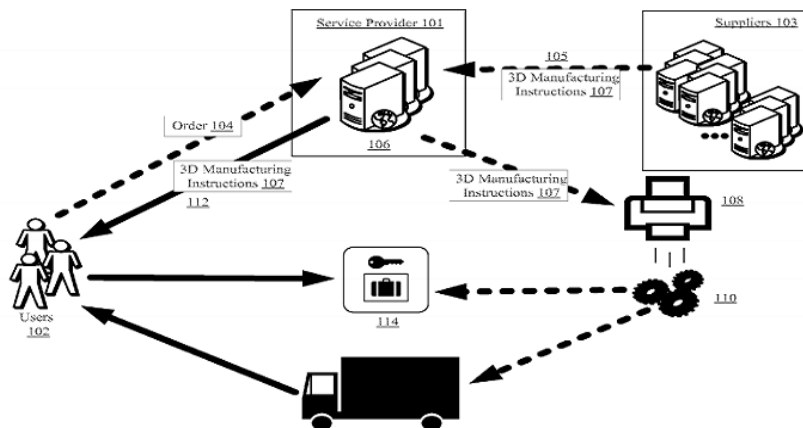 Service Provider 101
Suppliers 103
105
3D Manufacturing
Instructions 107
Order 104
106
3D Manufacturing
Instructions 107
112
3D Manufacturing
Instructions 107
108
Users
102
114
110